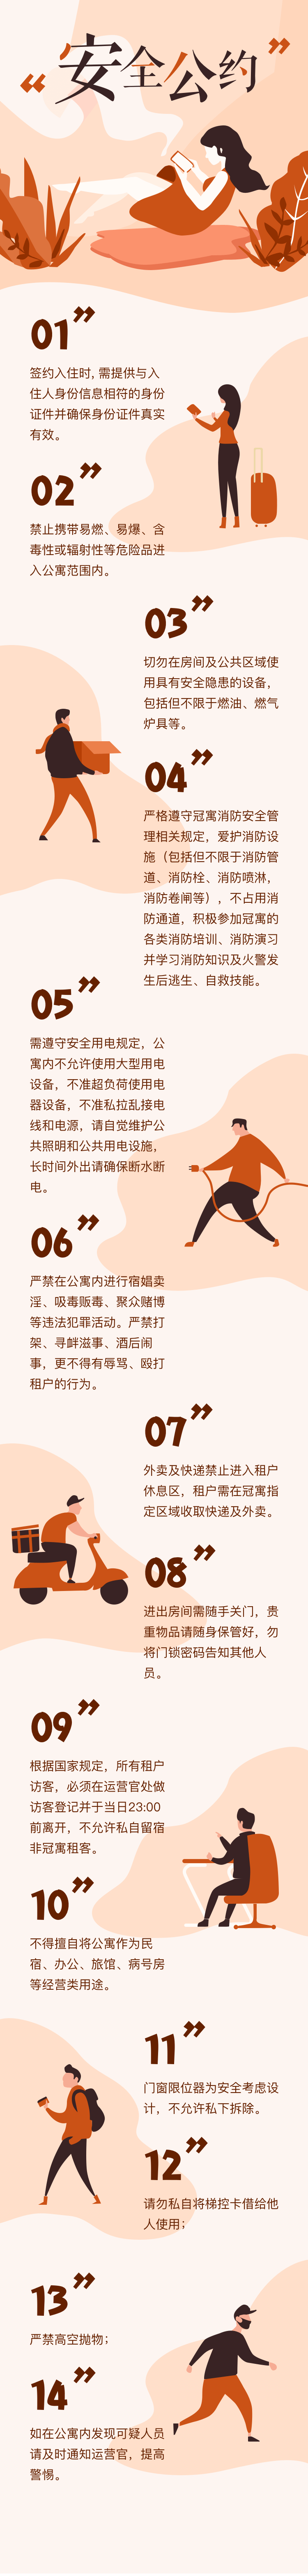 “安全公约”
01”
签约入住时,需提供与入
住人身份信息相符的身份
证件并确保身份证件真实
有效。
02”
禁止携带易燃、易爆、含
毒性或辐射性等危险品进
入公寓范围内。
03”
切勿在房间及公共区域使
用具有安全隐患的设备，
包括但不限于燃油、燃气
炉具等。
04”
严格遵守冠寓消防安全管
理相关规定，爱护消防设
施（包括但不限于消防管
道、消防栓、消防喷淋，
消防卷闸等），不占用消
防通道，积极参加冠寓的
各类消防培训、消防演习
并学习消防知识及火警发
生后逃生、自救技能。
05”
需遵守安全用电规定，公
寓内不允许使用大型用电
设备，不准超负荷使用电
器设备，不准私拉乱接电
线和电源，请自觉维护公
共照明和公共用电设施，
长时间外出请确保断水断
电。
06”
严禁在公寓内进行宿娼卖
淫、吸毒贩毒、聚众赌博
等违法犯罪活动。严禁打
架、寻衅滋事、酒后闹
事，更不得有辱骂、殴打
租户的行为。
07”
外卖及快递禁止进入租户
休息区，租户需在冠寓指
定区域收取快递及外卖。
08”
进出房间需随手关门，贵
重物品请随身保管好，勿
将门锁密码告知其他人
员。
09”
根据国家规定，所有租户
访客，必须在运营官处做
访客登记并于当日23:00
前离开，不允许私自留宿
非冠寓租客。
10”
不得擅自将公寓作为民
宿、办公、旅馆、病号房
等经营类用途。
11”
门窗限位器为安全考虑设
计，不允许私下拆除。
12”
请勿私自将梯控卡借给他
人使用；
13”
严禁高空抛物；
14”
如在公寓内发现可疑人员
请及时通知运营官，提高
警惕。